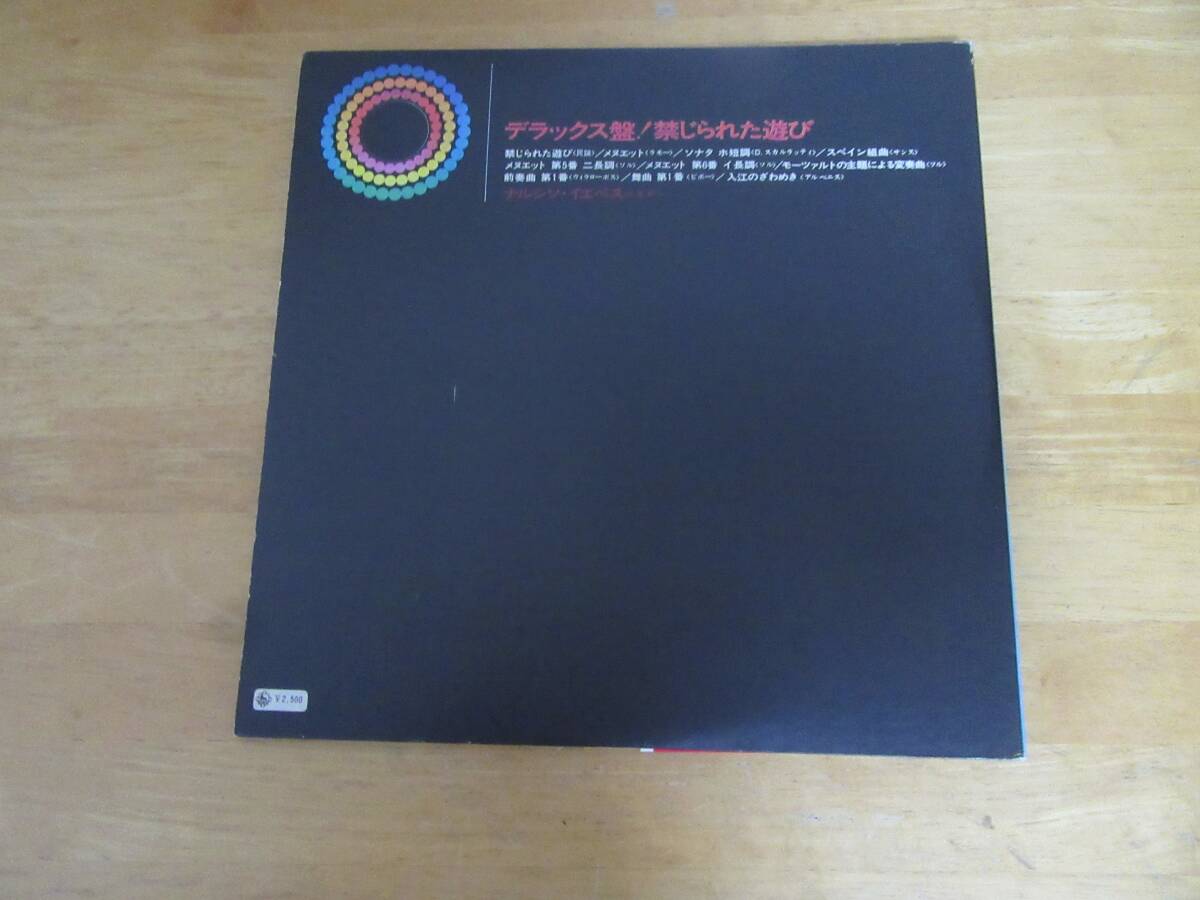 デラックス盤!禁じられた遊び
禁じられた遊び(民謡)/メヌエット(ラモー)/ソナタ ホ短調(D.スカルラッティ)/スペイン組曲(サンス)
メヌエット 第5番 ニ長調(ソル)/メヌエット 第6番 イ長調(ソル)/モーツァルトの主題による変奏曲(ソル)
前奏曲 第1番(ヴィラ=ローボス)/舞曲 第1番(ピポー)/入江のざわめき(アルベニス)
ナルシソ・イエペス
¥2,500